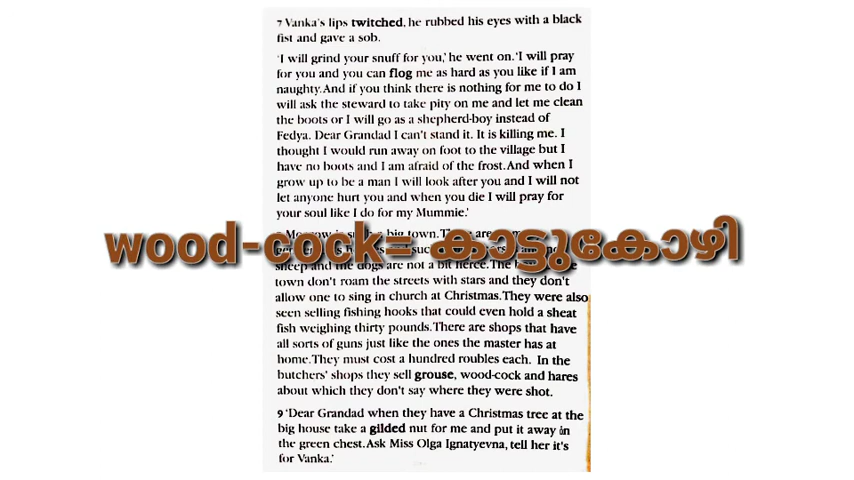 7 Vanka's lips twitched, he rubbed his eyes with a black
fist and gave a sob.
'I will grind your snuff for you,' he went on. 'I will pray
for you and you can flog me as hard as you like if I am
naughty. And if you think there is nothing for me to do I
will ask the steward to take pity on me and let me clean
the boots or I will go as a shepherd-boy instead of
Fedya. Dear Grandad I can't stand it. It is killing me. I
thought I would run away on foot to the village but I
have no boots and I am afraid of the frost. And when I
grow up to be a man I will look after you and I will not
let anyone hurt you and when you die I will pray for
your soul like I do for my Mummie.'
big town.
wood-cock= കാട്ടുകോഴി
sheep and the dogs are not a bit fierce. The
town don't roam the streets with stars and they don't
allow one to sing in church at Christmas. They were also
seen selling fishing hooks that could even hold a sheat
fish weighing thirty pounds. There are shops that have
all sorts of guns just like the ones the master has at
home. They must cost a hundred roubles each. In the
butchers' shops they sell grouse, wood-cock and hares
about which they don't say where they were shot.
9 'Dear Grandad when they have a Christmas tree at the
big house take a gilded nut for me and put it away in
the green chest. Ask Miss Olga Ignatyevna, tell her it's
for Vanka.'